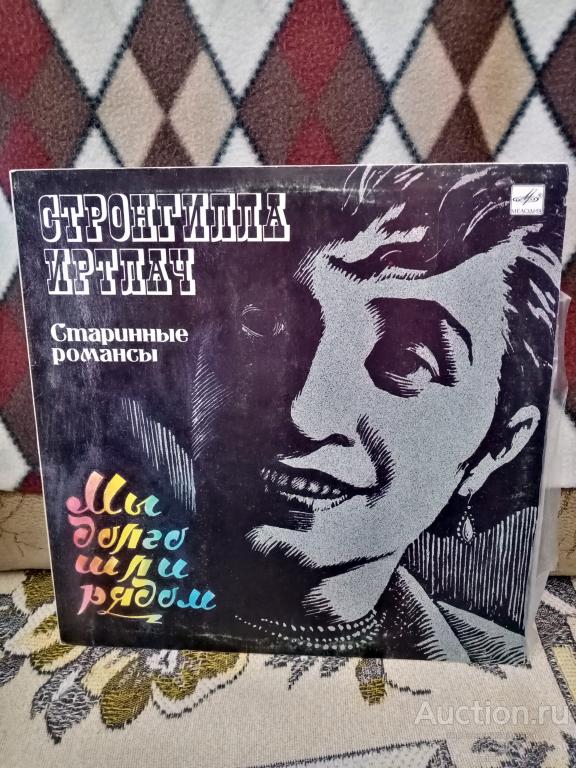 СТРОНГИЛЛА
ИРТЛАЧ
МЕЛОДИЯ
Старинные
романсы
Мы
долго
шли
рядом
Auction.ru